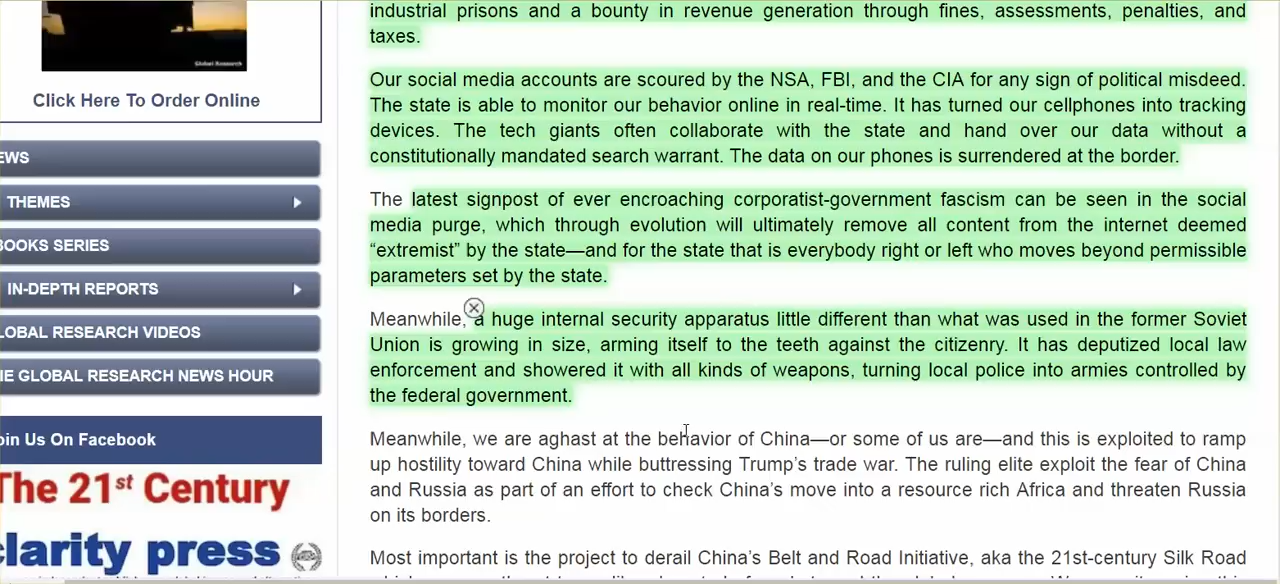 Global Research
Click Here To Order Online
EWS
THEMES
BOOKS SERIES
IN-DEPTH REPORTS
LOBAL RESEARCH VIDEOS
HE GLOBAL RESEARCH NEWS HOUR
oin Us On Facebook
The 21st Century
clarity press
industrial prisons and a bounty in revenue generation through fines, assessments, penalties, and
taxes.
Our social media accounts are scoured by the NSA, FBI, and the CIA for any sign of political misdeed.
The state is able to monitor our behavior online in real-time. It has turned our cellphones into tracking
devices. The tech giants often collaborate with the state and hand over our data without a
constitutionally mandated search warrant. The data on our phones is surrendered at the border.
The latest signpost of ever encroaching corporatist-government fascism can be seen in the social
media purge, which through evolution will ultimately remove all content from the internet deemed
“extremist” by the state—and for the state that is everybody right or left who moves beyond permissible
parameters set by the state.
Meanwhile, a huge internal security apparatus little different than what was used in the former Soviet
Union is growing in size, arming itself to the teeth against the citizenry. It has deputized local law
enforcement and showered it with all kinds of weapons, turning local police into armies controlled by
the federal government.
Meanwhile, we are aghast at the behavior of China—or some of us are—and this is exploited to ramp
up hostility toward China while buttressing Trump’s trade war. The ruling elite exploit the fear of China
and Russia as part of an effort to check China’s move into a resource rich Africa and threaten Russia
on its borders.
Most important is the project to derail China’s Belt and Road Initiative, aka the 21st-century Silk Road